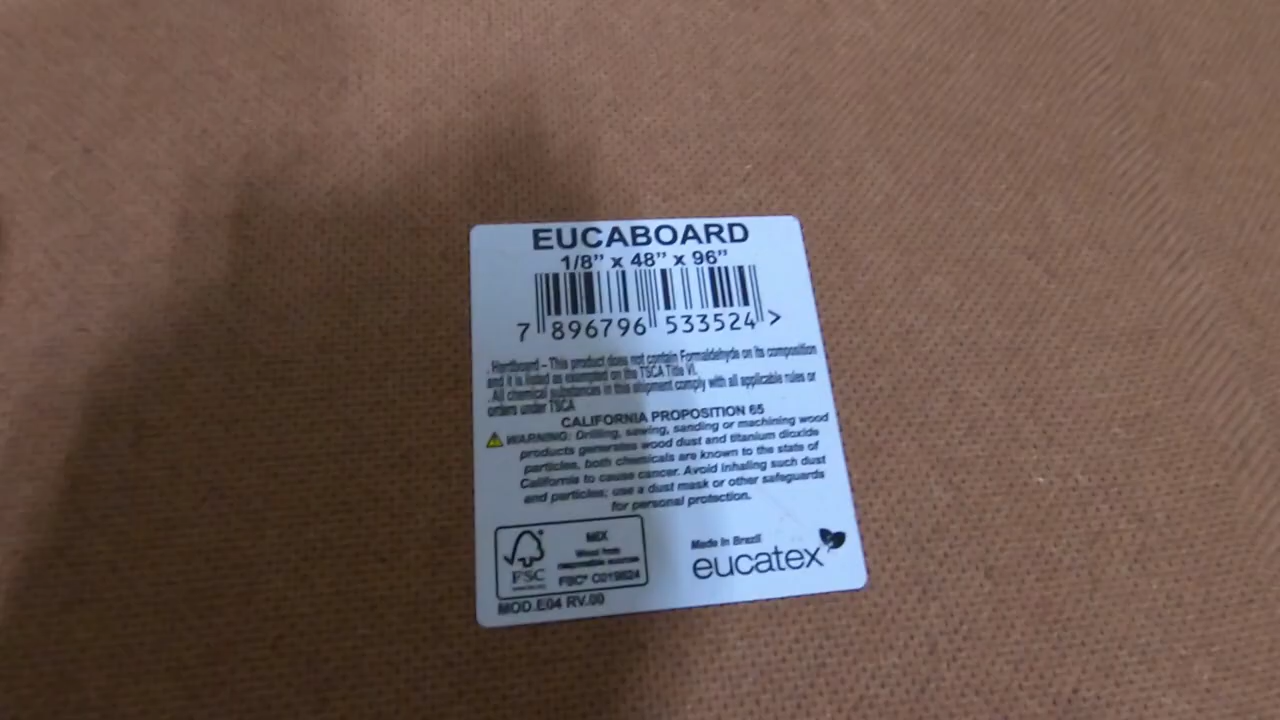 EUCABOARD
1/8” x 48” x 96”
7 896796 533524 >
. Hardboard – This product does not contain Formaldehyde on its composition
and it is listed as exempted on the TSCA Title VI.
. All chemical substances in this shipment comply with all applicable rules or
orders under TSCA
CALIFORNIA PROPOSITION 65
WARNING: Drilling, sawing, sanding or machining wood
products generates wood dust and titanium dioxide
particles, both chemicals are known to the stats of
California to cause cancer. Avoid inhaling such dust
and particles; use a dust mask or other safeguards
for personal protection.
FSC
MIX
Wood from
responsible sources
FSC® C019824
Made in Brazil
eucatex
MOD.E04 RV.00